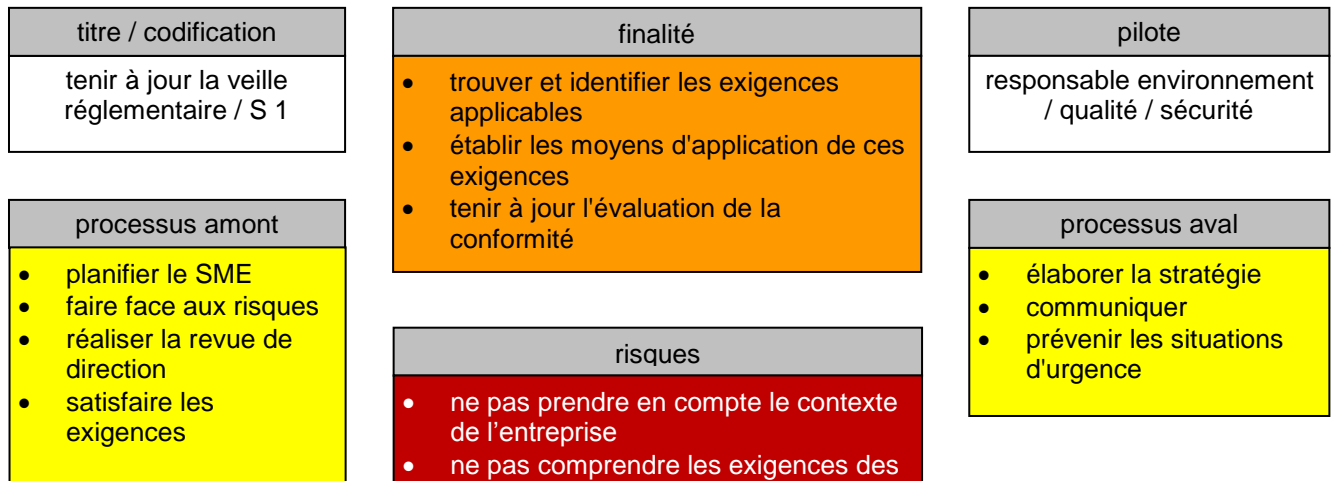 titre / codification
tenir à jour la veille
réglementaire / S 1
finalité
• trouver et identifier les exigences
applicables
• établir les moyens d'application de ces
exigences
• tenir à jour l'évaluation de la
conformité
pilote
responsable environnement
/ qualité / sécurité
processus amont
• planifier le SME
• faire face aux risques
• réaliser la revue de
direction
• satisfaire les
exigences
risques
• ne pas prendre en compte le contexte
de l’entreprise
• ne pas comprendre les exigences des
processus aval
• élaborer la stratégie
• communiquer
• prévenir les situations
d'urgence